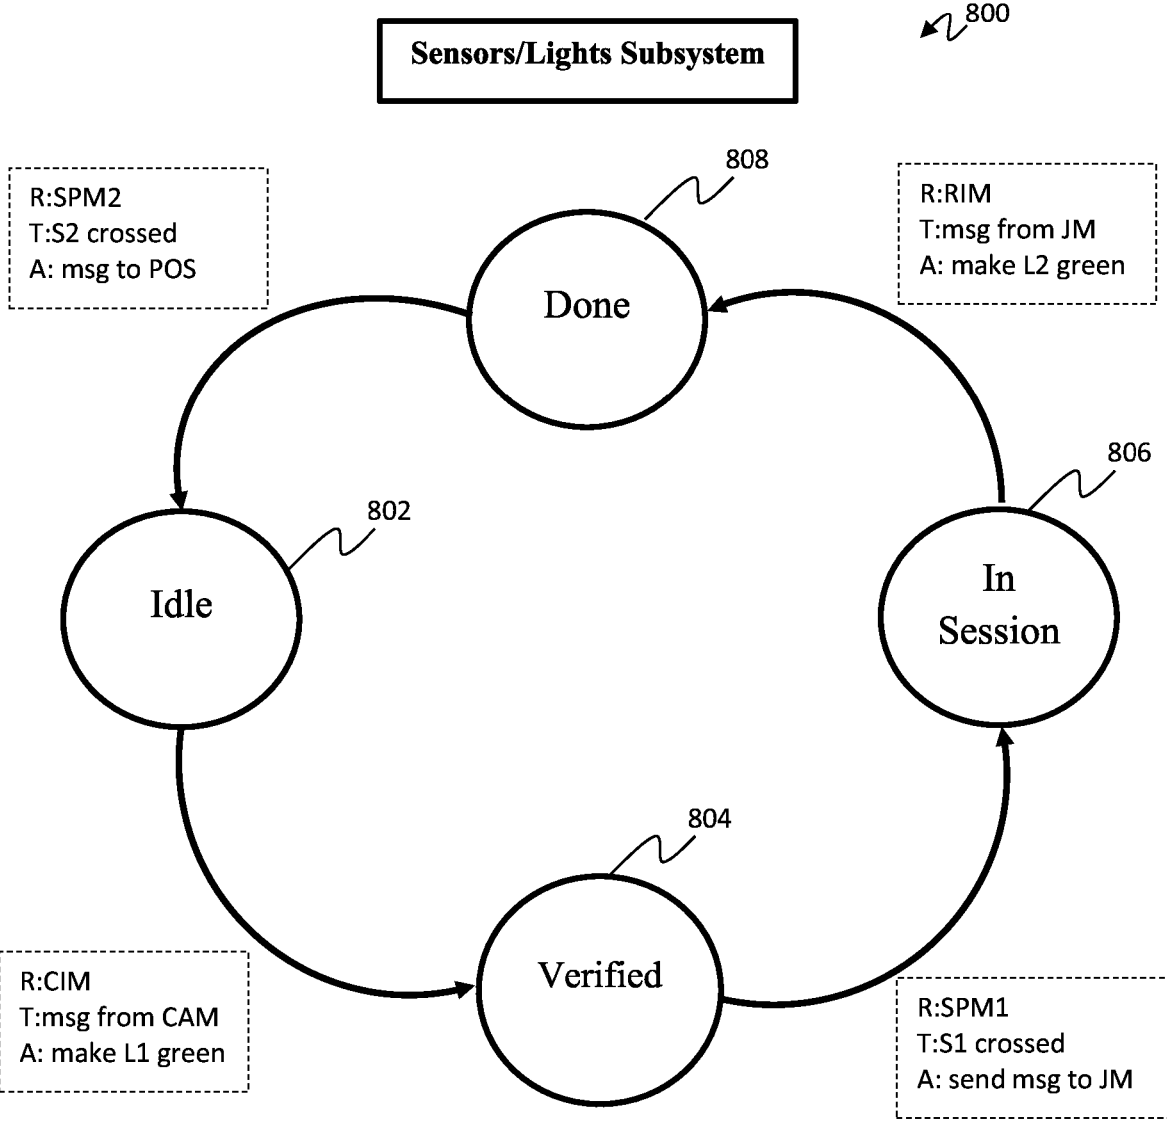 800
Sensors/Lights Subsystem
808
R:SPM2
T:S2 crossed
A: msg to POS
R:RIM
T:msg from JM
A: make L2 green
Done
806
802
Idle
In
Session
804
R:CIM
T:msg from CAM
A: make L1 green
Verified
R:SPM1
T:S1 crossed
A: send msg to JM